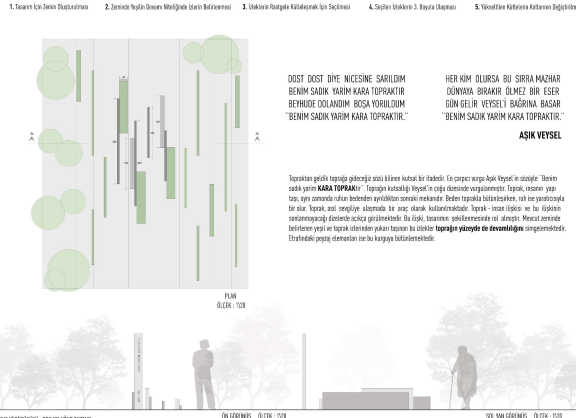 1. Tasarım İçin Zemin Oluşturulması
2. Zeminde Yeşilin Devamı Niteliğinde İzlerin Belirlenmesi
3. İzleklerin Rastgele Kütleleşmek İçin Seçilmesi
4. Seçilen İzleklerin 3. Boyuta Ulaşması
5. Yükseltilen Kütlelerin Kotlarının Değiştirilm
DOST DOST DİYE NİCESİNE SARILDIM
BENİM SADIK YARİM KARA TOPRAKTIR
BEYHUDE DOLANDIM BOŞA YORULDUM
"BENİM SADIK YARİM KARA TOPRAKTIR."
HER KİM OLURSA BU SIRRA MAZHAR
DÜNYAYA BIRAKIR ÖLMEZ BİR ESER
GÜN GELİR VEYSEL'İ BAĞRINA BASAR
"BENİM SADIK YARİM KARA TOPRAKTIR."
AŞIK VEYSEL
Topraktan geldik toprağa gideceğiz sözü bilinen kutsal bir ifadedir. En çarpıcı vurgu Aşık Veysel'in sözüyle "Benim
sadık yarim KARA TOPRAKtır". Toprağın kutsallığı Veysel'in çoğu dizesinde vurgulanmıştır. Toprak, insanın yapı
taşı, aynı zamanda ruhun bedenden ayrıldıktan sonraki mekanıdır. Beden toprakla bütünleşirken, ruh ise yaratıcısıyla
bir olur. Toprak, asıl sevgiliye ulaşmada bir araç olarak kullanılmaktadır. Toprak - insan ilişkisi ve bu ilişkinin
sonlanmayacağı dizelerde açıkça görülmektedir. Bu ilişki, tasarımın şekillenmesinde rol almıştır. Mevcut zeminde
belirlenen yeşil ve toprak izlerinden yukarı taşınan bu izlekler toprağın yüzeyde de devamlılığını simgelemektedir.
Etrafındaki peyzaj elemanları ise bu kurguyu bütünlemektedir.
PLAN
ÖLÇEK : 1\20
ÖN GÖRÜNÜŞ ÖLÇEK : 1\20
SOL YAN GÖRÜNÜŞ ÖLÇEK : 1\20